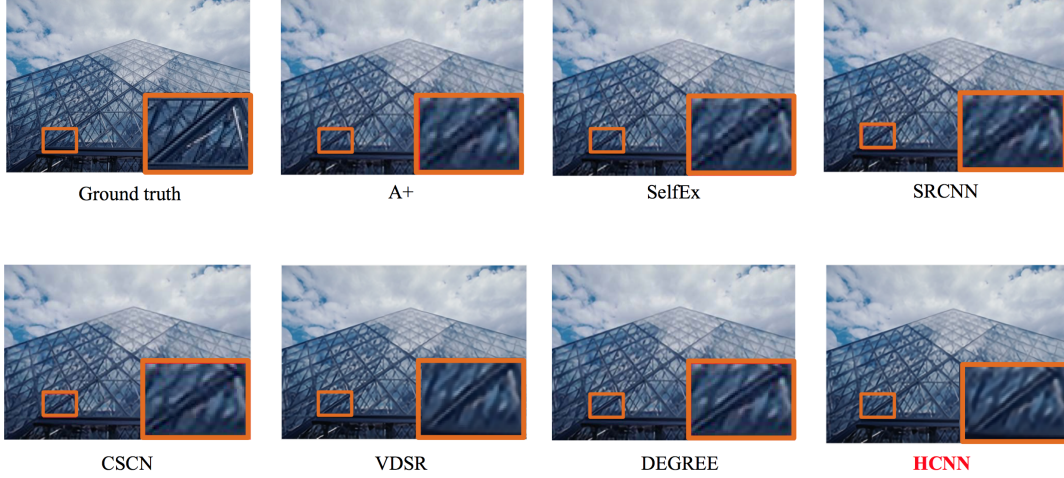 Ground truth
A+
SelfEx
SRCNN
CSCN
VDSR
DEGREE
HCNN